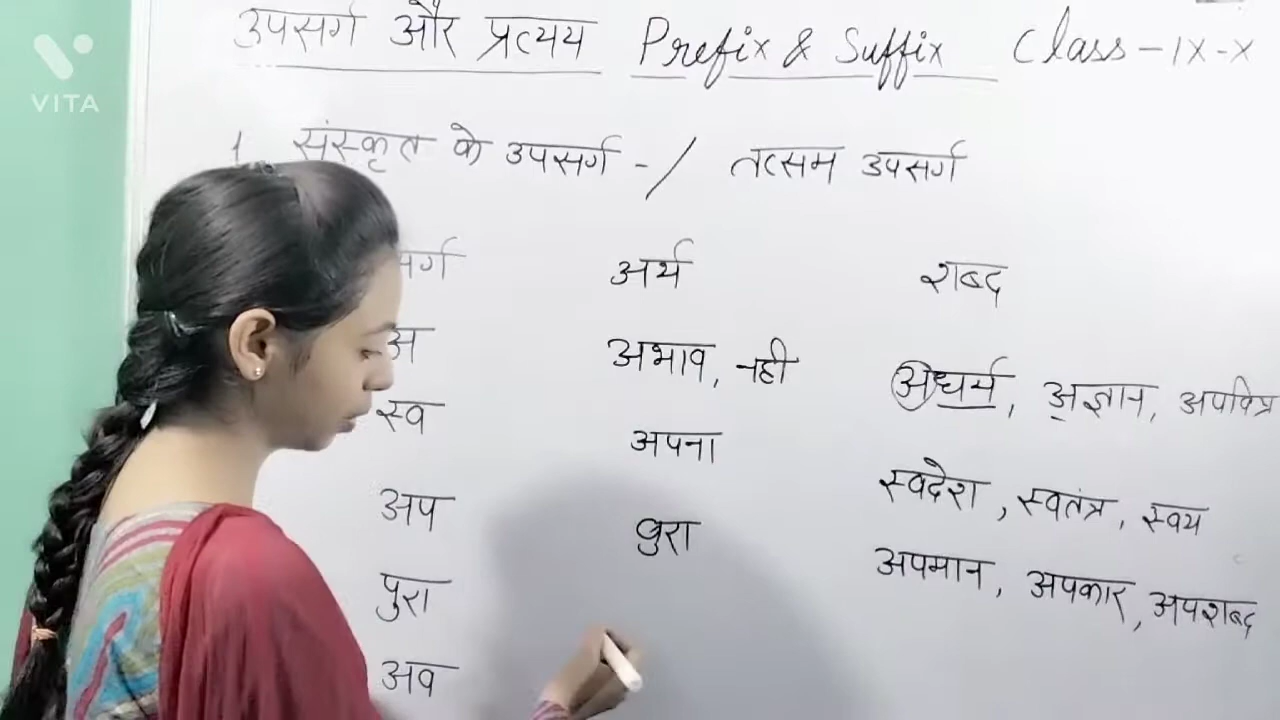 VITA
उपसर्ग और प्रत्यय Prefix & Suffix Class - IX - X
1 संस्कृत के उपसर्ग - / तत्सम उपसर्ग
सर्ग अर्थ शब्द
अ अभाव, नही अधर्म, अज्ञान, अपवित्र
स्व अपना स्वदेश, स्वतंत्र, स्वय
अप बुरा अपमान, अपकार, अपशब्द
पुरा
अव